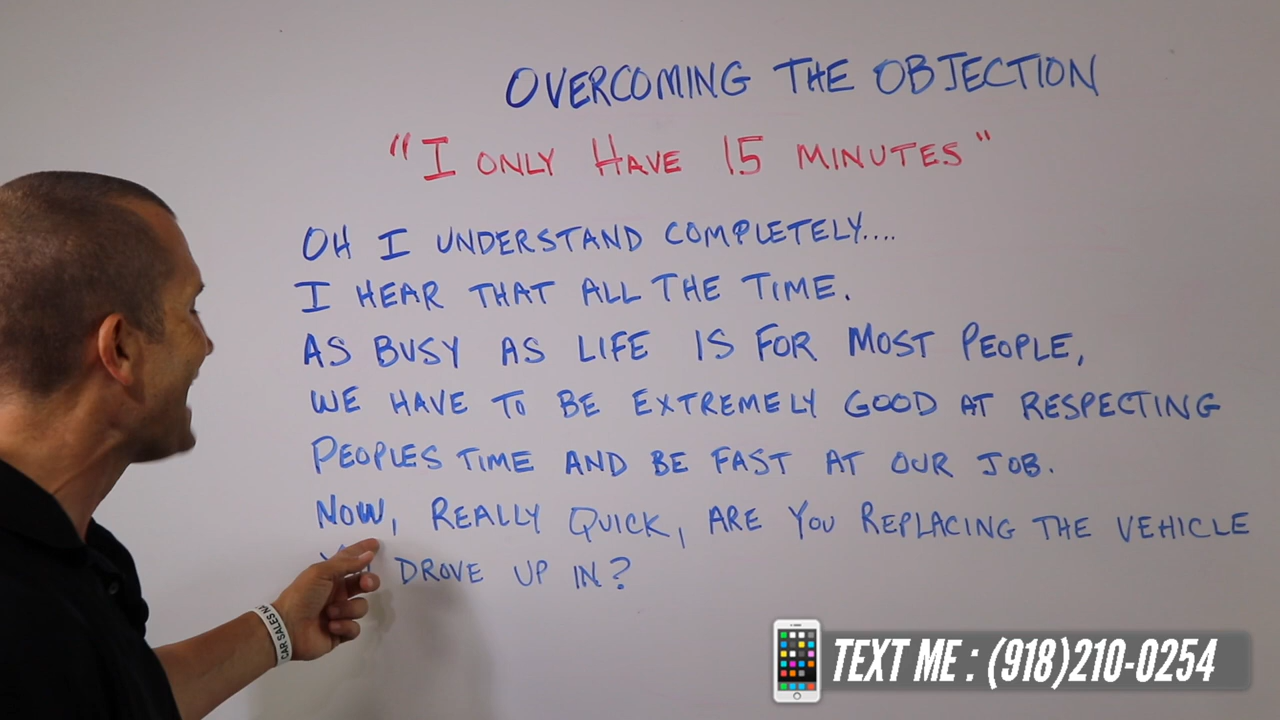 OVERCOMING THE OBJECTION
"I ONLY HAVE 15 MINUTES"
OH I UNDERSTAND COMPLETELY....
I HEAR THAT ALL THE TIME.
AS BUSY AS LIFE IS FOR MOST PEOPLE,
WE HAVE TO BE EXTREMELY GOOD AT RESPECTING
PEOPLES TIME AND BE FAST AT OUR JOB.
NOW, REALLY QUICK, ARE YOU REPLACING THE VEHICLE
DROVE UP IN?
CAR SALES
TEXT ME : (918)210-0254